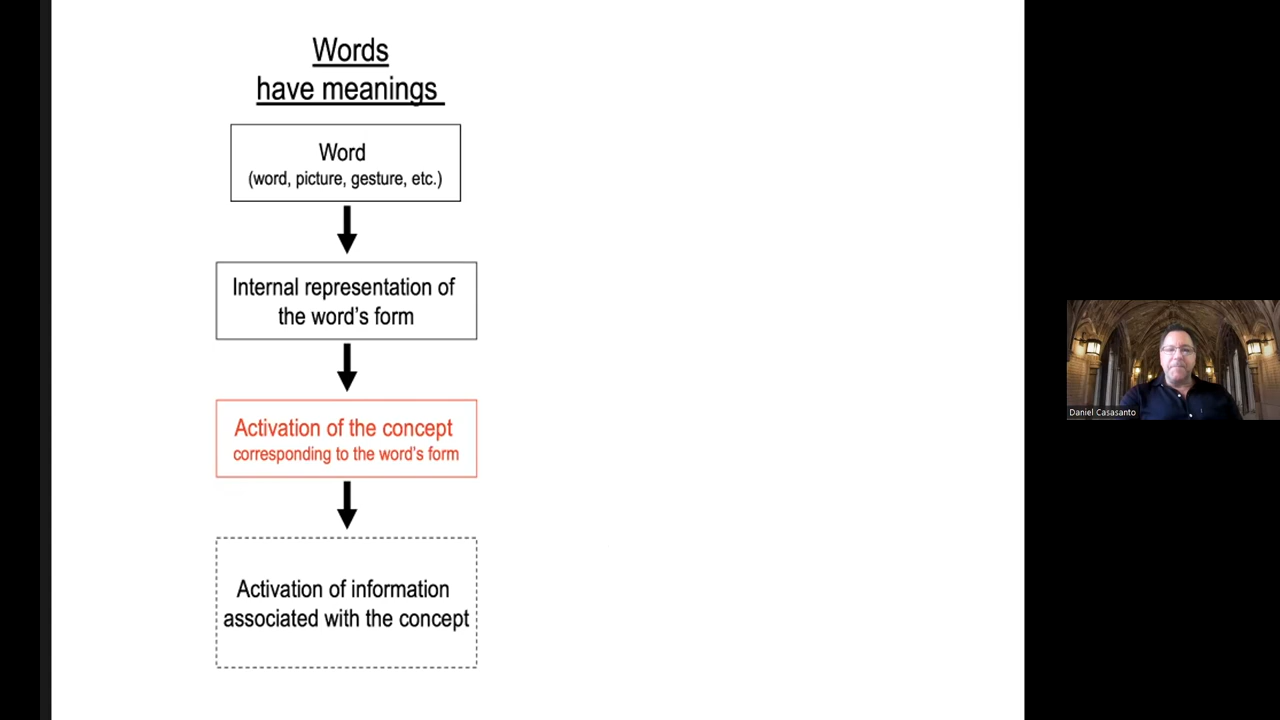 Words
have meanings
Word
(word, picture, gesture, etc.)
Internal representation of
the word's form
Activation of the concept
corresponding to the word's form
Activation of information
associated with the concept
Daniel Casasanto